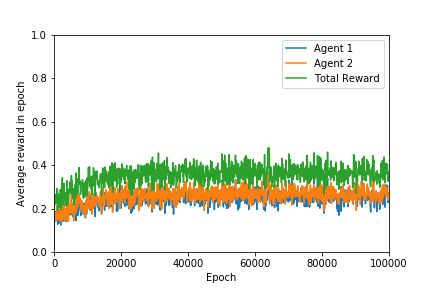 1.0
0.8
0.6
0.4
0.2
0.0
Average reward in epoch
Agent 1
Agent 2
Total Reward
0 20000 40000 60000 80000 100000
Epoch